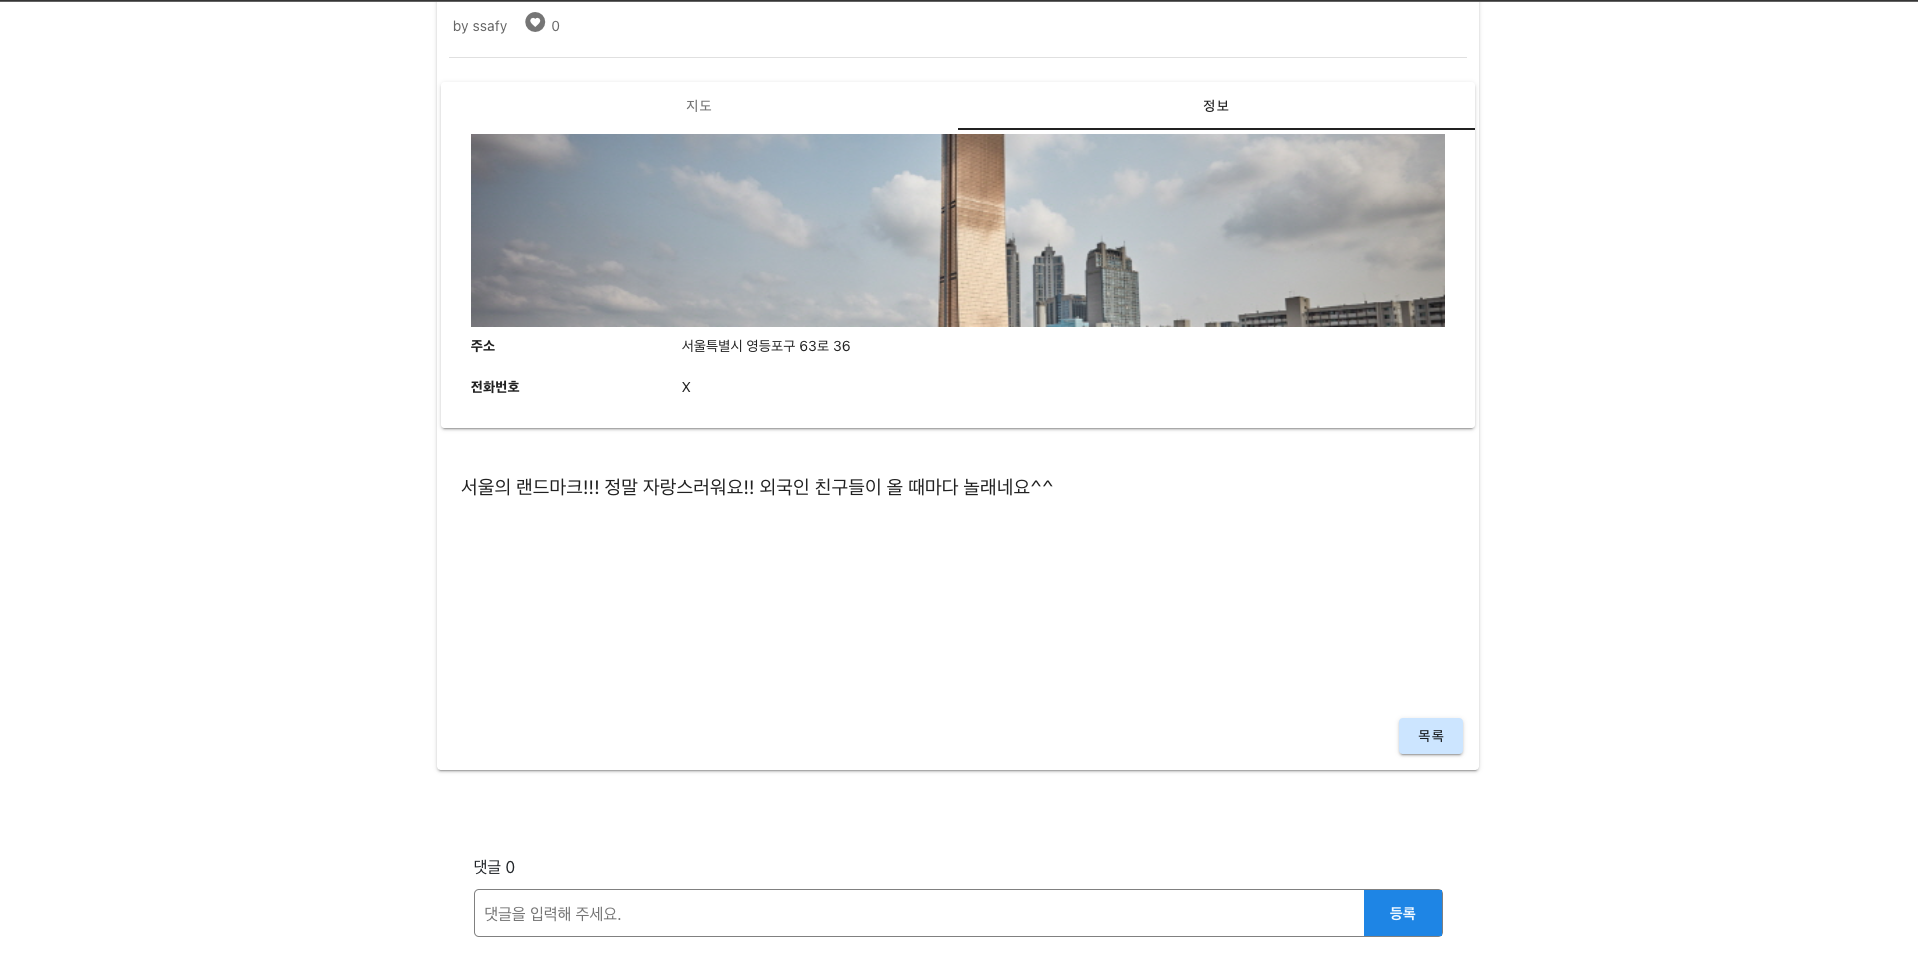 by ssafy 0
지도 정보
주소 서울특별시 영등포구 63로 36
전화번호 X
서울의 랜드마크!!! 정말 자랑스러워요!! 외국인 친구들이 올 때마다 놀래네요^^
목록
댓글 0
댓글을 입력해 주세요. 등록